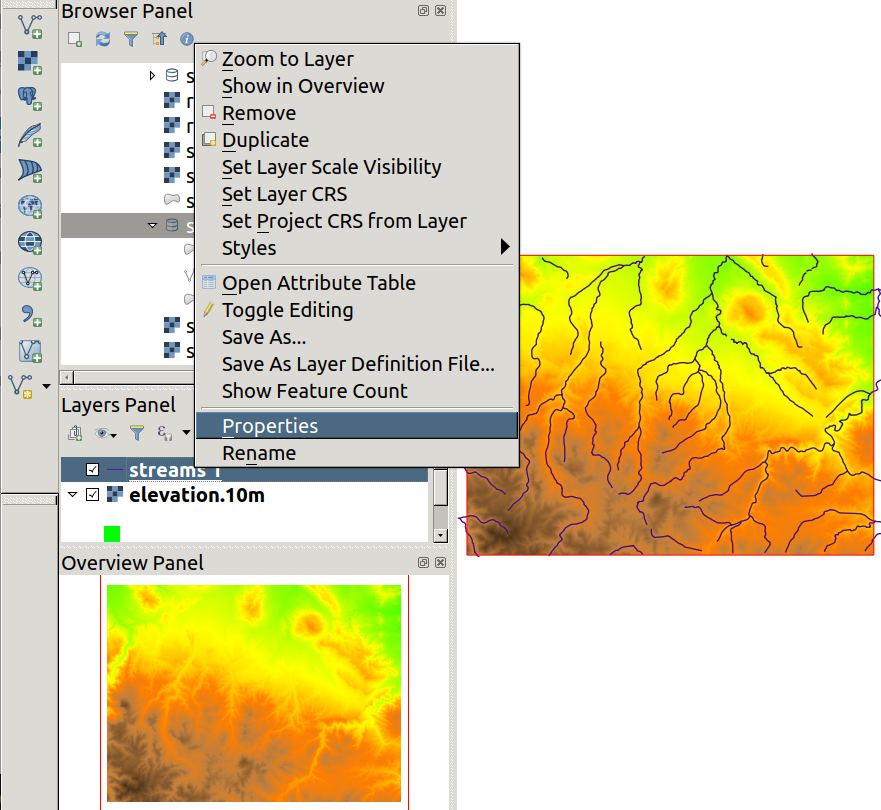 Browser Panel
Zoom to Layer
Show in Overview
Remove
Duplicate
Set Layer Scale Visibility
Set Layer CRS
Set Project CRS from Layer
Styles
Open Attribute Table
Toggle Editing
Save As...
Save As Layer Definition File...
Show Feature Count
Properties
Rename
s
r
r
s
s
s
s
s
s
Layers Panel
streams 1
elevation.10m
Overview Panel